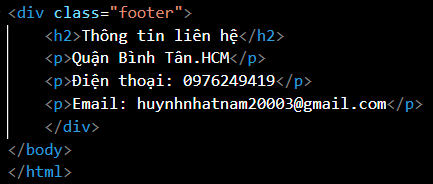 <div class="footer">
<h2>Thông tin liên hệ</h2>
<p>Quận Bình Tân.HCM</p>
<p>Điện thoại: 0976249419</p>
<p>Email: huynhnhatnam20003@gmail.com</p>
</div>
</body>
</html>